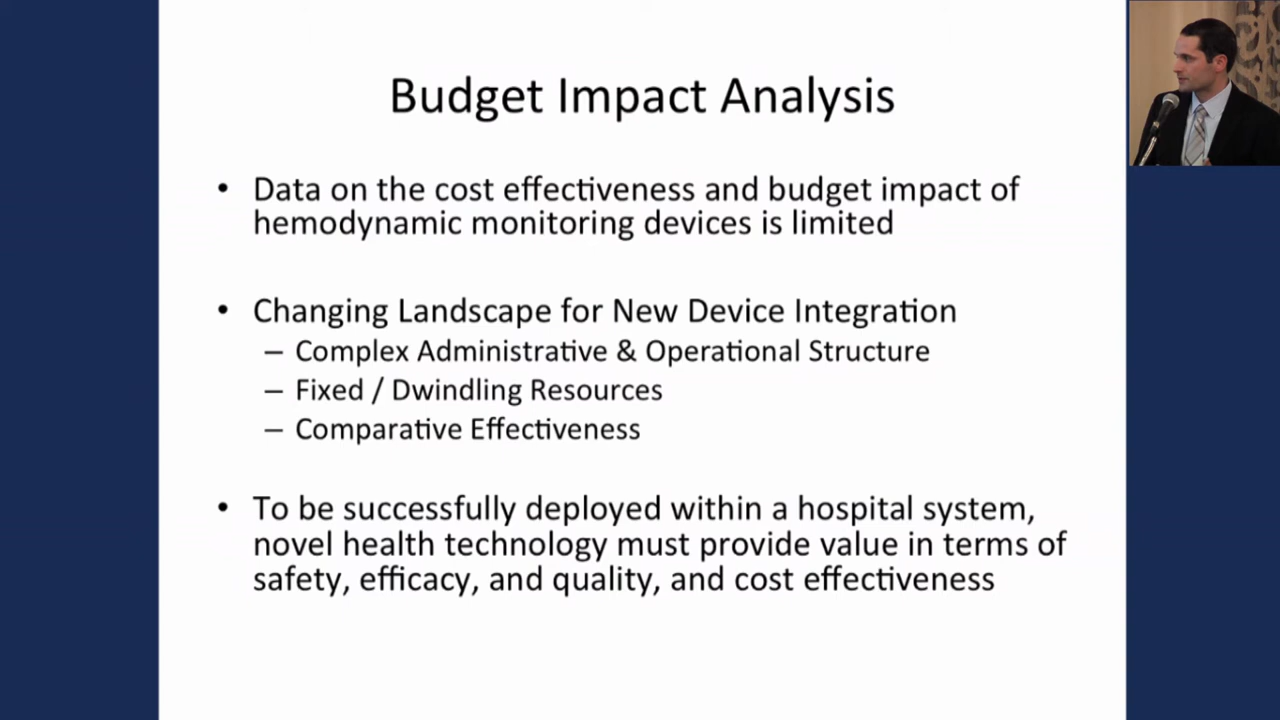 Budget Impact Analysis
• Data on the cost effectiveness and budget impact of
hemodynamic monitoring devices is limited
• Changing Landscape for New Device Integration
– Complex Administrative & Operational Structure
– Fixed / Dwindling Resources
– Comparative Effectiveness
• To be successfully deployed within a hospital system,
novel health technology must provide value in terms of
safety, efficacy, and quality, and cost effectiveness